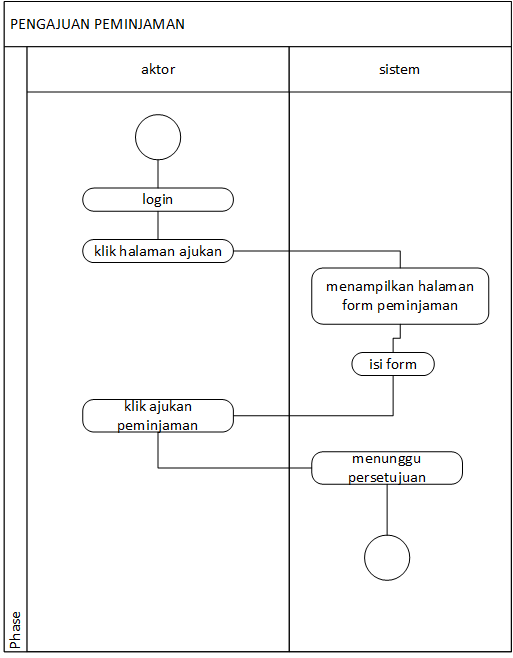 PENGAJUAN PEMINJAMAN
aktor
sistem
login
klik halaman ajukan
menampilkan halaman
form peminjaman
isi form
klik ajukan
peminjaman
menunggu
persetujuan
Phase